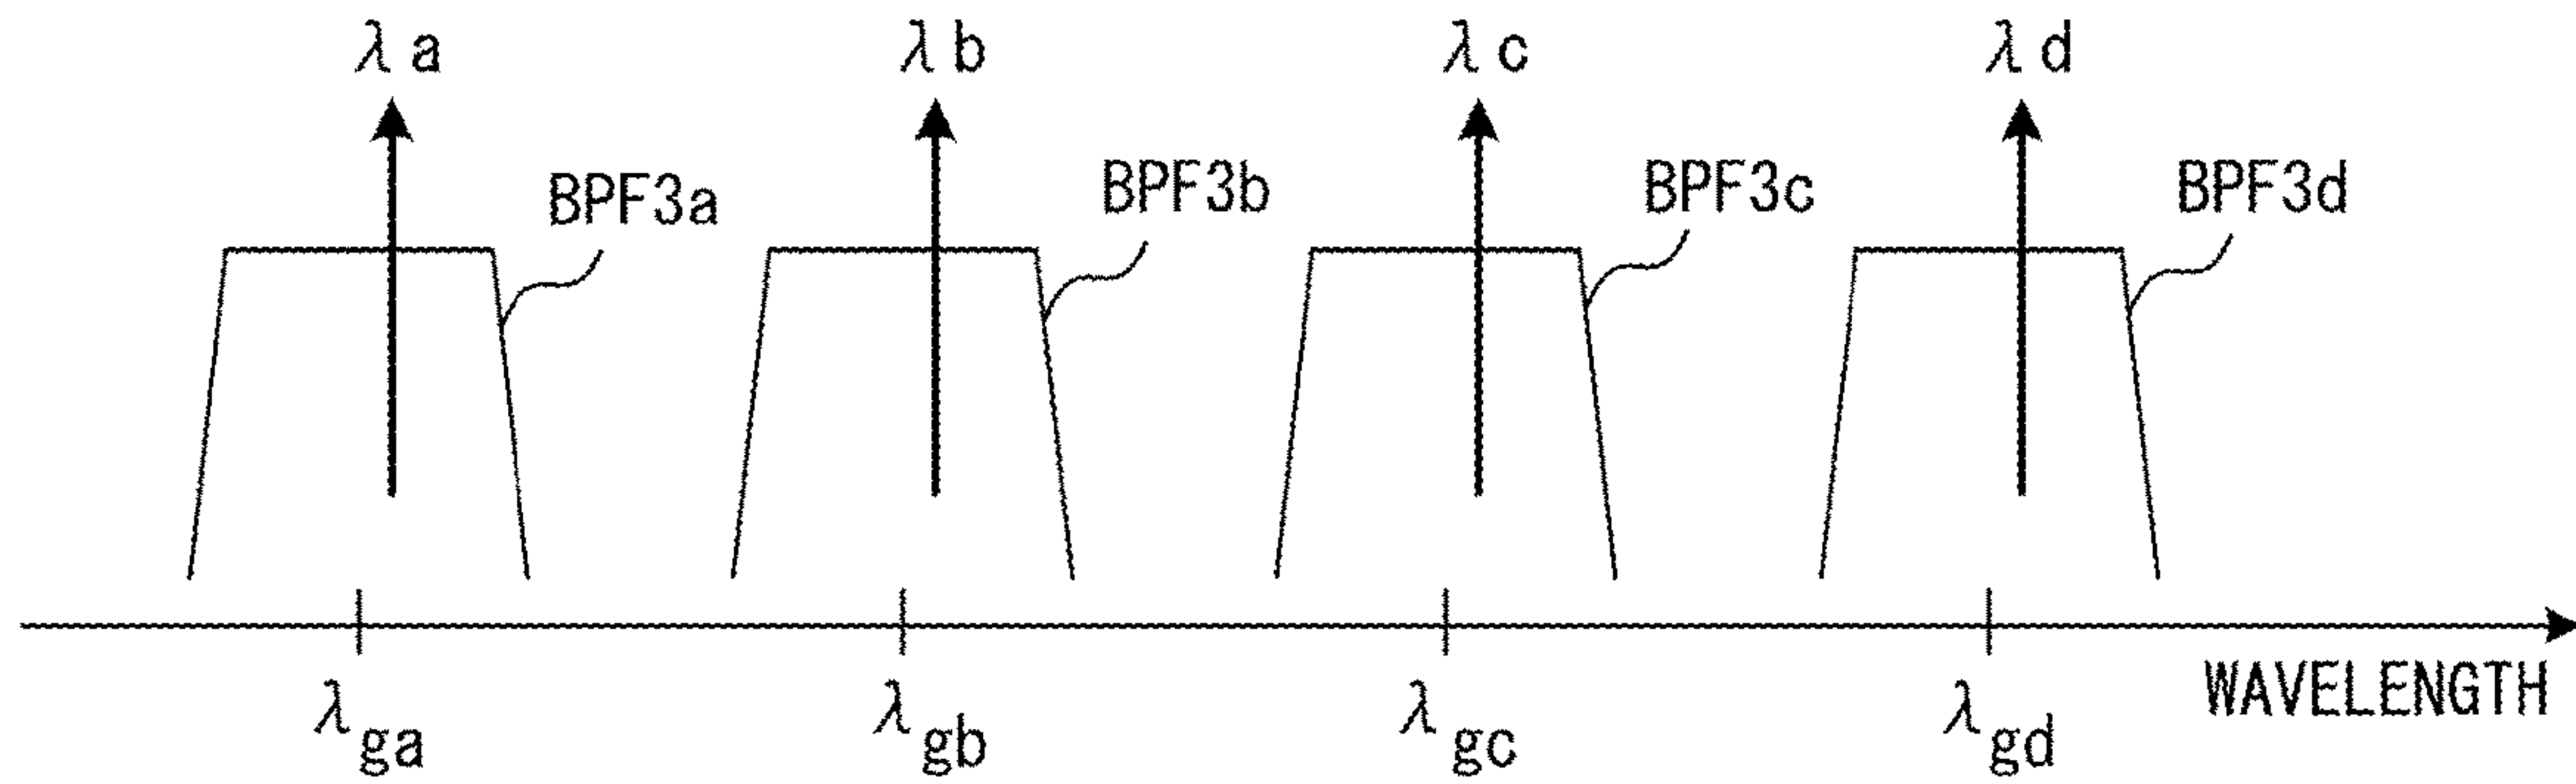 λa λb λc λd
BPF3a BPF3b BPF3c BPF3d
λga λgb λgc λgd WAVELENGTH